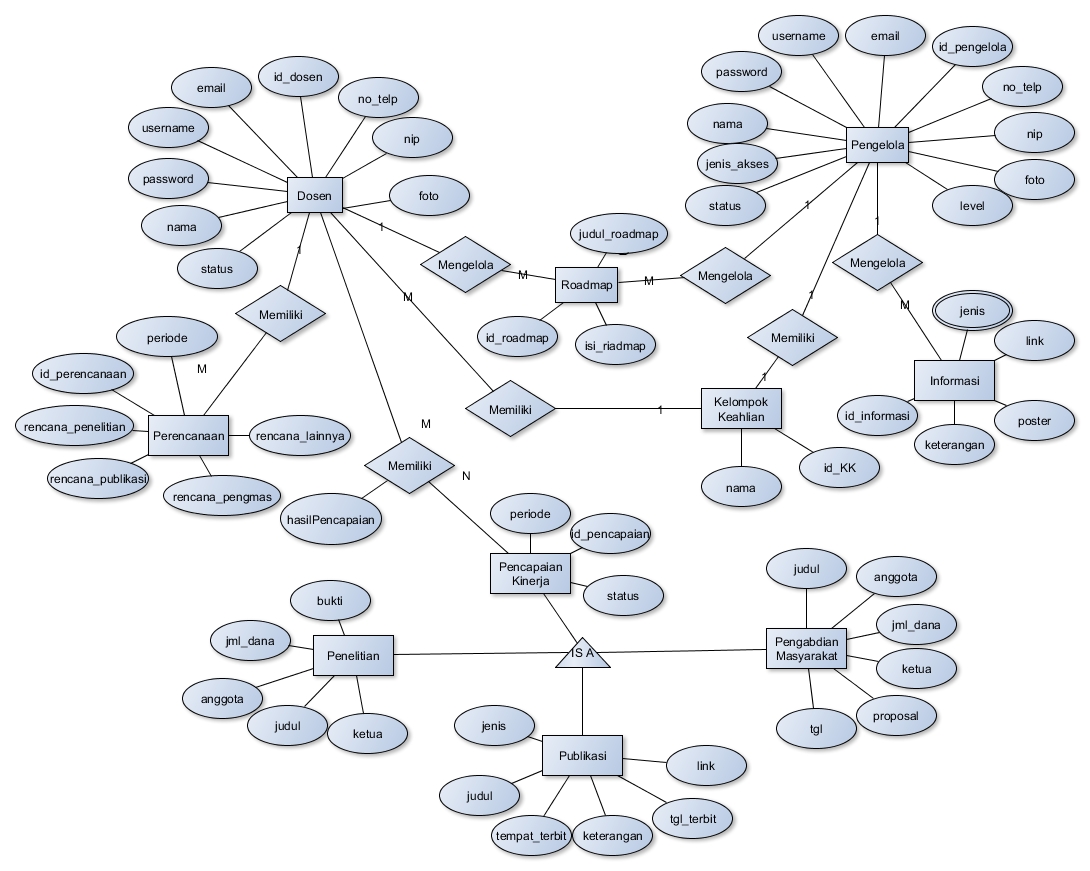 username
email
id_pengelola
password
no_telp
nama
nip
jenis_akses
foto
status
level
Pengelola
id_dosen
email
no_telp
username
nip
password
foto
nama
status
Dosen
1
1
1
1
judul_roadmap
Mengelola
M
Roadmap
M
Mengelola
Mengelola
id_roadmap
isi_riadmap
M
Memiliki
M
1
Memiliki
jenis
link
Informasi
id_informasi
poster
keterangan
periode
M
id_perencanaan
rencana_penelitian
Perencanaan
rencana_lainnya
rencana_publikasi
rencana_pengmas
1
Memiliki
1
Kelompok
Keahlian
id_KK
nama
M
Memiliki
N
hasilPencapaian
periode
id_pencapaian
Pencapaian
Kinerja
status
bukti
jml_dana
Penelitian
anggota
judul
ketua
IS A
judul
anggota
jml_dana
Pengabdian
Masyarakat
ketua
proposal
tgl
jenis
Publikasi
link
judul
tgl_terbit
tempat_terbit
keterangan